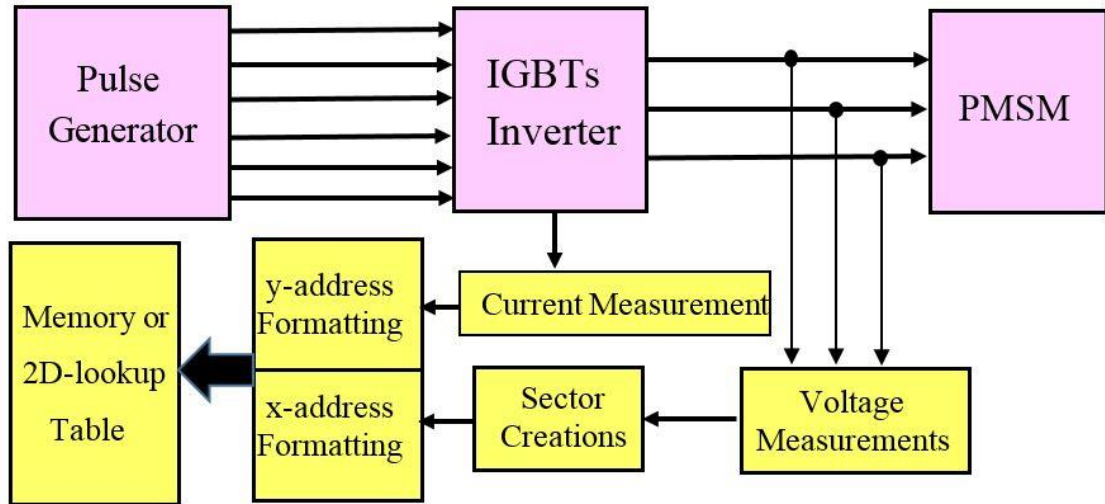 Pulse
Generator
IGBTs
Inverter
PMSM
Memory or
2D-lookup
Table
y-address
Formatting
x-address
Formatting
Current Measurement
Sector
Creations
Voltage
Measurements